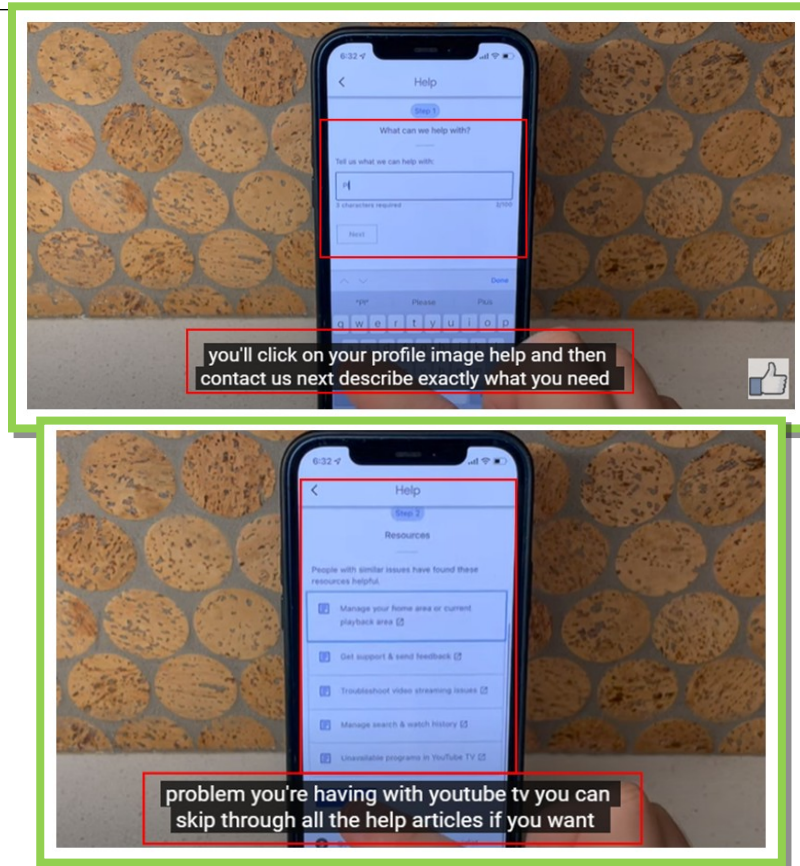 6:32
Help
Step 1
What can we help with?
Tell us what we can help with:
Pl
3 characters required 2/100
Next
Done
"Pl" Please Plus
q w e r t y u i o p
you'll click on your profile image help and then
contact us next describe exactly what you need
6:32
Help
Step 2
Resources
People with similar issues have found these
resources helpful.
Manage your home area or current
playback area
Get support & send feedback
Troubleshoot video streaming issues
Manage search & watch history
Unavailable programs in YouTube TV
problem you're having with youtube tv you can
skip through all the help articles if you want